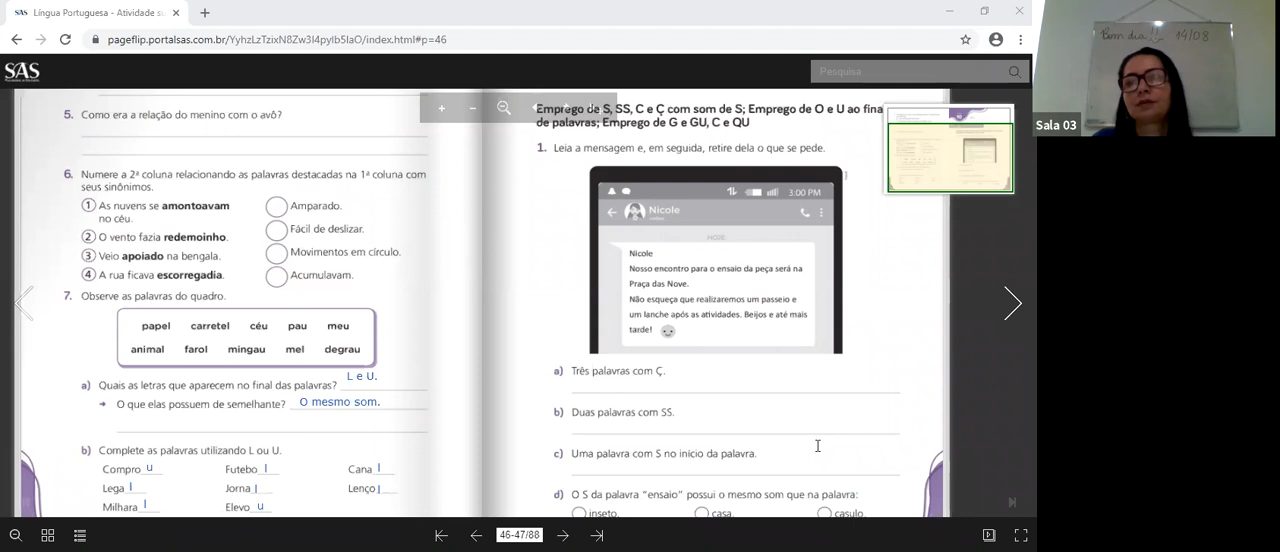 SAS Língua Portuguesa - Atividade su
pageflip.portalsas.com.br/YyhzLzTzixN8Zw3I4pyIb5IaO/index.html#p=46
SAS
Pesquisa
5. Como era a relação do menino com o avô?
6. Numere a 2ª coluna relacionando as palavras destacadas na 1ª coluna com
seus sinônimos.
1 As nuvens se amontoavam
no céu.
2 O vento fazia redemoinho.
3 Veio apoiado na bengala.
4 A rua ficava escorregadia.
Amparado.
Fácil de deslizar.
Movimentos em círculo.
Acumulavam.
7. Observe as palavras do quadro.
papel carretel céu pau meu
animal farol mingau mel degrau
a) Quais as letras que aparecem no final das palavras? L e U.
O que elas possuem de semelhante? O mesmo som.
b) Complete as palavras utilizando L ou U.
Compro u Futebo l Cana l
Lega l Jorna l Lenço l
Milhara l Elevo u
Emprego de S, SS, C e Ç com som de S; Emprego de O e U ao fina
de palavras; Emprego de G e GU, C e QU
1. Leia a mensagem e, em seguida, retire dela o que se pede.
3:00 PM
Nicole
online
HOJE
Nicole
Nosso encontro para o ensaio da peça será na
Praça das Nove.
Não esqueça que realizaremos um passeio e
um lanche após as atividades. Beijos e até mais
tarde!
a) Três palavras com Ç.
b) Duas palavras com SS.
c) Uma palavra com S no início da palavra.
d) O S da palavra "ensaio" possui o mesmo som que na palavra:
inseto. casa. casulo.
46-47/88
Bom dia!! 14/08
Sala 03